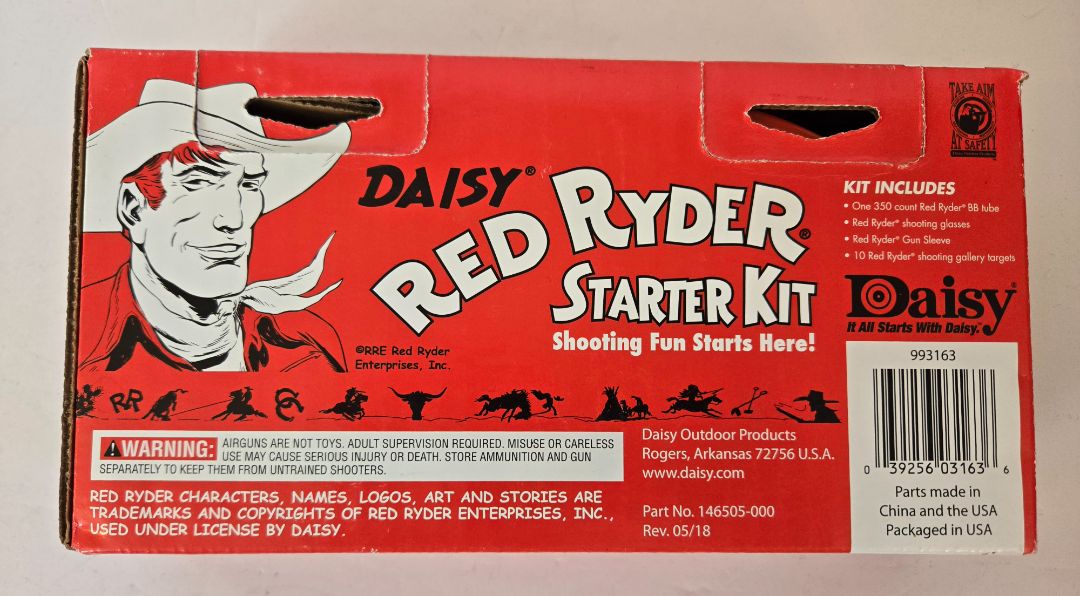 TAKE AIM
AT SAFETY
DAISY®
RED RYDER®
STARTER KIT
Shooting Fun Starts Here!
©RRE Red Ryder
Enterprises, Inc.
KIT INCLUDES
• One 350 count Red Ryder® BB tube
• Red Ryder® shooting glasses
• Red Ryder® Gun Sleeve
• 10 Red Ryder® shooting gallery targets
Daisy®
It All Starts With Daisy.®
RR
WARNING: AIRGUNS ARE NOT TOYS. ADULT SUPERVISION REQUIRED. MISUSE OR CARELESS
USE MAY CAUSE SERIOUS INJURY OR DEATH. STORE AMMUNITION AND GUN
SEPARATELY TO KEEP THEM FROM UNTRAINED SHOOTERS.
RED RYDER CHARACTERS, NAMES, LOGOS, ART AND STORIES ARE
TRADEMARKS AND COPYRIGHTS OF RED RYDER ENTERPRISES, INC.,
USED UNDER LICENSE BY DAISY.
Daisy Outdoor Products
Rogers, Arkansas 72756 U.S.A.
www.daisy.com
Part No. 146505-000
Rev. 05/18
993163
0 39256 03163 6
Parts made in
China and the USA
Packaged in USA